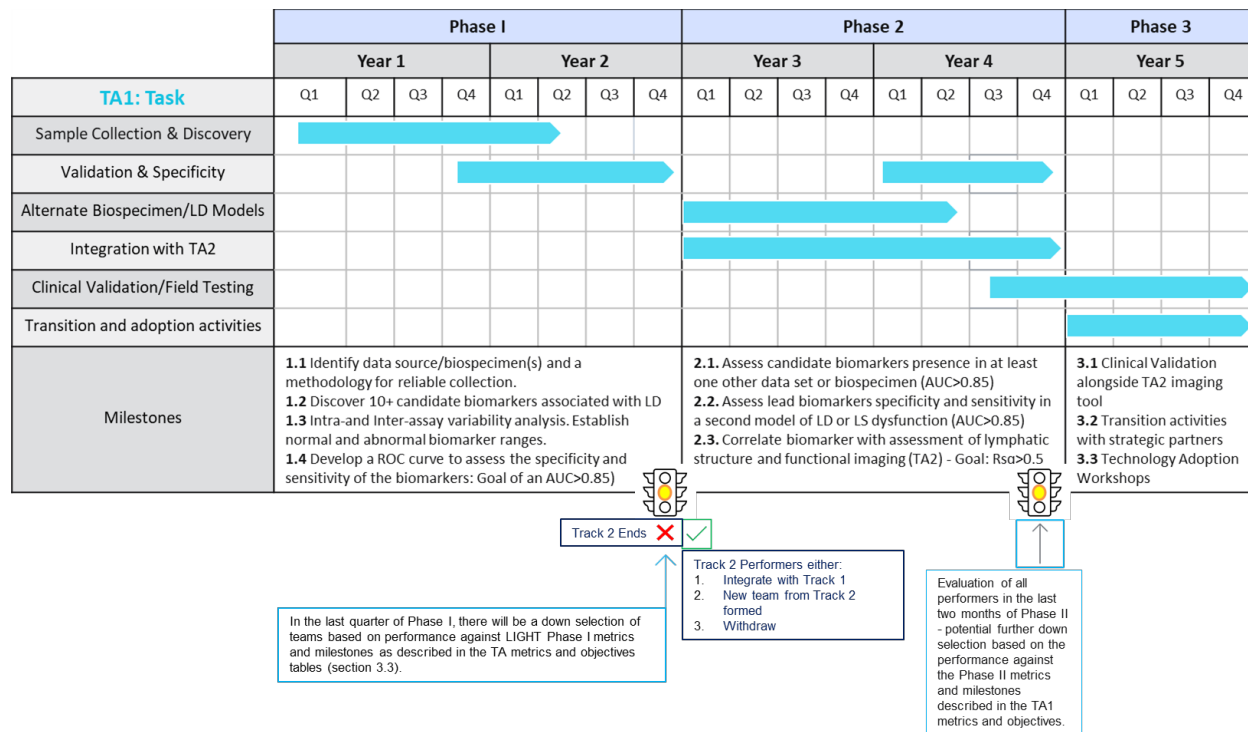 Phase I Phase 2 Phase 3
Year 1 Year 2 Year 3 Year 4 Year 5
TA1: Task Q1 Q2 Q3 Q4 Q1 Q2 Q3 Q4 Q1 Q2 Q3 Q4 Q1 Q2 Q3 Q4 Q1 Q2 Q3 Q4
Sample Collection & Discovery
Validation & Specificity
Alternate Biospecimen/LD Models
Integration with TA2
Clinical Validation/Field Testing
Transition and adoption activities
Milestones
1.1 Identify data source/biospecimen(s) and a
methodology for reliable collection.
1.2 Discover 10+ candidate biomarkers associated with LD
1.3 Intra-and Inter-assay variability analysis. Establish
normal and abnormal biomarker ranges.
1.4 Develop a ROC curve to assess the specificity and
sensitivity of the biomarkers: Goal of an AUC>0.85)
2.1. Assess candidate biomarkers presence in at least
one other data set or biospecimen (AUC>0.85)
2.2. Assess lead biomarkers specificity and sensitivity in
a second model of LD or LS dysfunction (AUC>0.85)
2.3. Correlate biomarker with assessment of lymphatic
structure and functional imaging (TA2) - Goal: Rsq>0.5
3.1 Clinical Validation
alongside TA2 imaging
tool
3.2 Transition activities
with strategic partners
3.3 Technology Adoption
Workshops
Track 2 Ends
Track 2 Performers either:
1. Integrate with Track 1
2. New team from Track 2
formed
3. Withdraw
In the last quarter of Phase I, there will be a down selection of
teams based on performance against LIGHT Phase I metrics
and milestones as described in the TA metrics and objectives
tables (section 3.3).
Evaluation of all
performers in the last
two months of Phase II
- potential further down
selection based on the
performance against
the Phase II metrics
and milestones
described in the TA1
metrics and objectives.